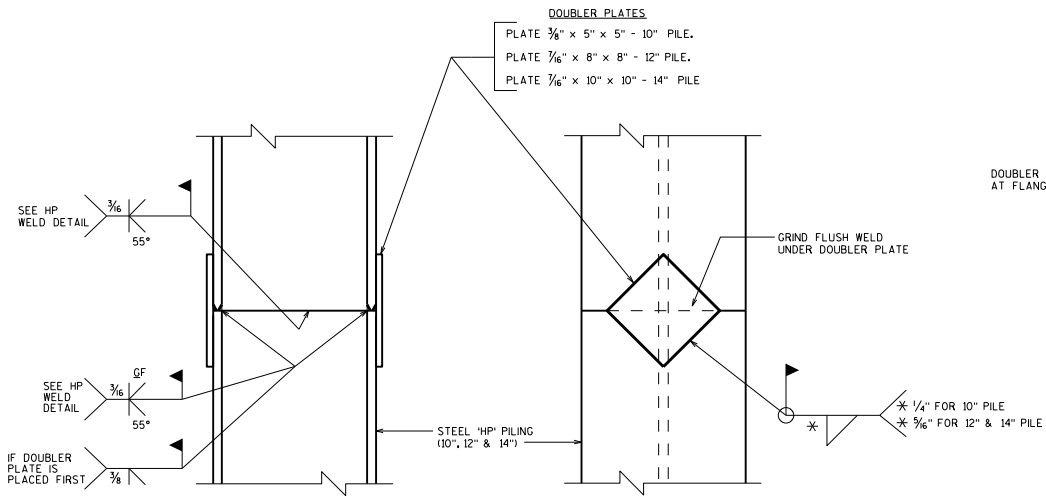 DOUBLER PLATES
PLATE 3/8" x 5" x 5" - 10" PILE.
PLATE 7/16" x 8" x 8" - 12" PILE.
PLATE 7/16" x 10" x 10" - 14" PILE
SEE HP
WELD DETAIL
3/16
55°
SEE HP
WELD
DETAIL
3/16
GF
55°
IF DOUBLER
PLATE IS
PLACED FIRST
3/8
STEEL 'HP' PILING
(10", 12" & 14")
GRIND FLUSH WELD
UNDER DOUBLER PLATE
DOUBLER
AT FLANG
*
* 1/4" FOR 10" PILE
* 5/16" FOR 12" & 14" PILE